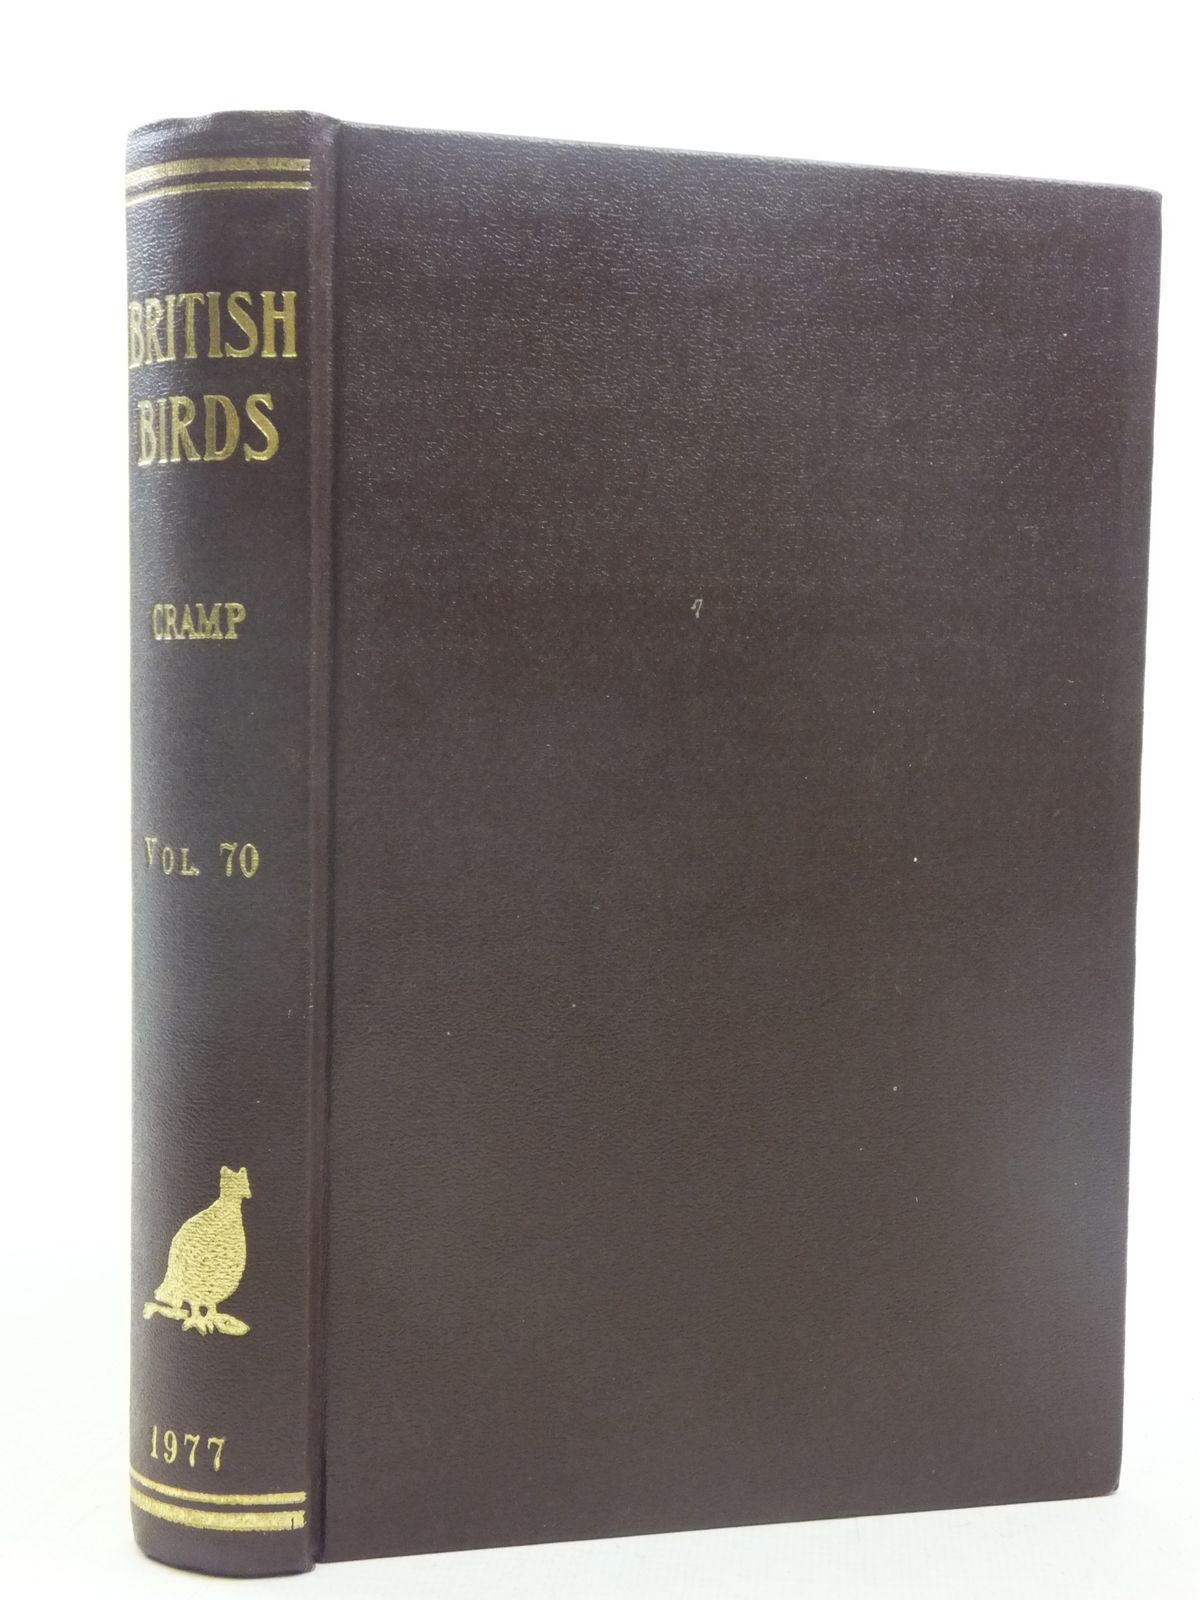 BRITISH
BIRDS
CRAMP
VOL. 70
1977